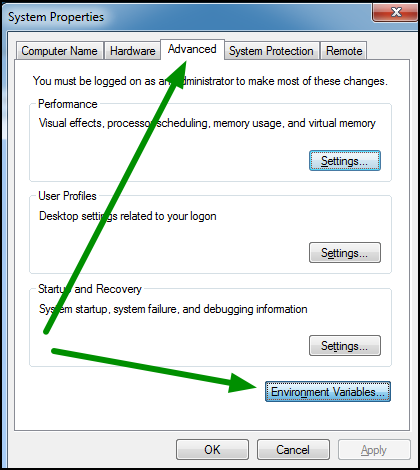 System Properties
Computer Name Hardware Advanced System Protection Remote
You must be logged on as an Administrator to make most of these changes.
Performance
Visual effects, processor scheduling, memory usage, and virtual memory
Settings...
User Profiles
Desktop settings related to your logon
Settings...
Startup and Recovery
System startup, system failure, and debugging information
Settings...
Environment Variables...
OK Cancel Apply